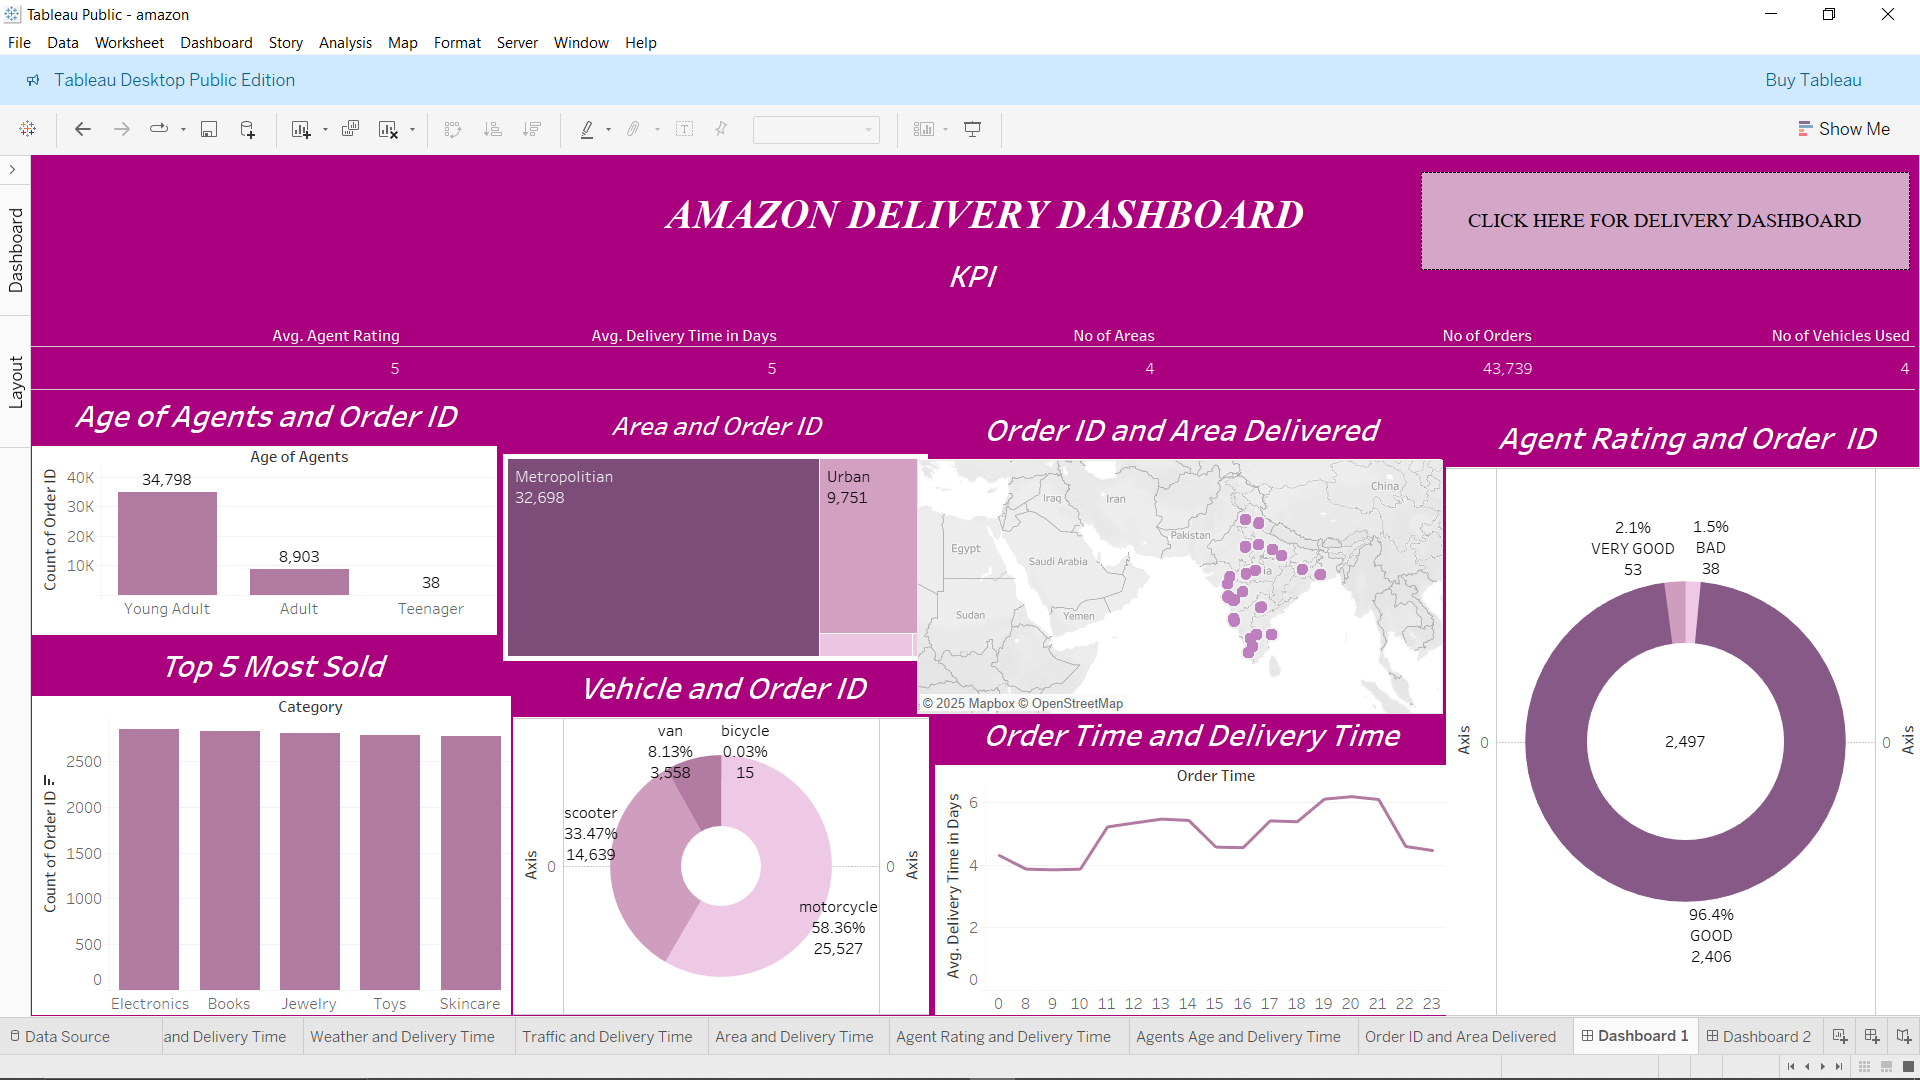 Tableau Public - amazon
File Data Worksheet Dashboard Story Analysis Map Format Server Window Help
Tableau Desktop Public Edition
Buy Tableau
Show Me
Dashboard
Layout
AMAZON DELIVERY DASHBOARD
CLICK HERE FOR DELIVERY DASHBOARD
KPI
Avg. Agent Rating Avg. Delivery Time in Days No of Areas No of Orders No of Vehicles Used
5 5 4 43,739 4
Age of Agents and Order ID
Age of Agents
Count of Order ID
40K
30K
20K
10K
34,798
8,903
38
Young Adult Adult Teenager
Area and Order ID
Metropolitian
32,698
Urban
9,751
Order ID and Area Delivered
China
Iraq
Iran
Pakistan
Egypt
Saudi Arabia
ia
Sudan
Yemen
© 2025 Mapbox © OpenStreetMap
Agent Rating and Order ID
2.1%
VERY GOOD
53
1.5%
BAD
38
Axis
0
2,497
0
Axis
96.4%
GOOD
2,406
Top 5 Most Sold
Category
Count of Order ID
2500
2000
1500
1000
500
0
Electronics Books Jewelry Toys Skincare
Vehicle and Order ID
van
8.13%
3,558
bicycle
0.03%
15
scooter
33.47%
14,639
Axis
0
0
Axis
motorcycle
58.36%
25,527
Order Time and Delivery Time
Order Time
Avg. Delivery Time in Days
6
4
2
0
0 8 9 10 11 12 13 14 15 16 17 18 19 20 21 22 23
Data Source
and Delivery Time
Weather and Delivery Time
Traffic and Delivery Time
Area and Delivery Time
Agent Rating and Delivery Time
Agents Age and Delivery Time
Order ID and Area Delivered
Dashboard 1
Dashboard 2